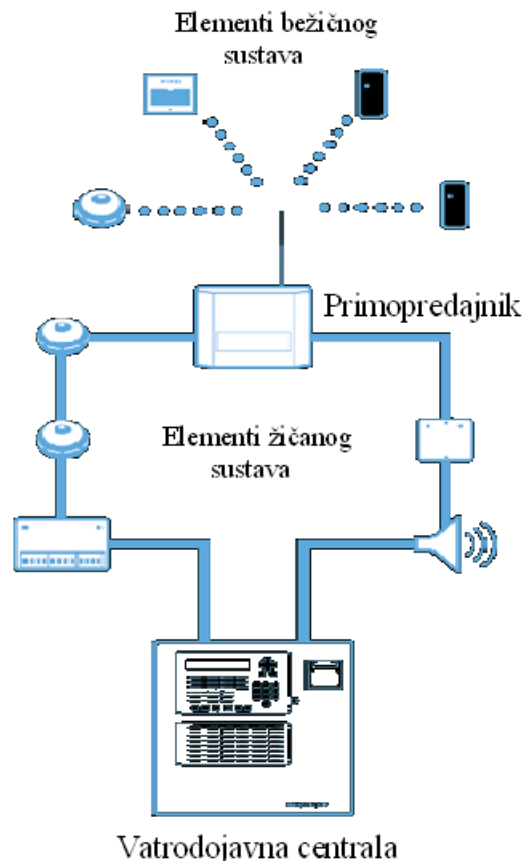 Elementi bežičnog
sustava
Primopredajnik
Elementi žičanog
sustava
Vatrodojavna centrala